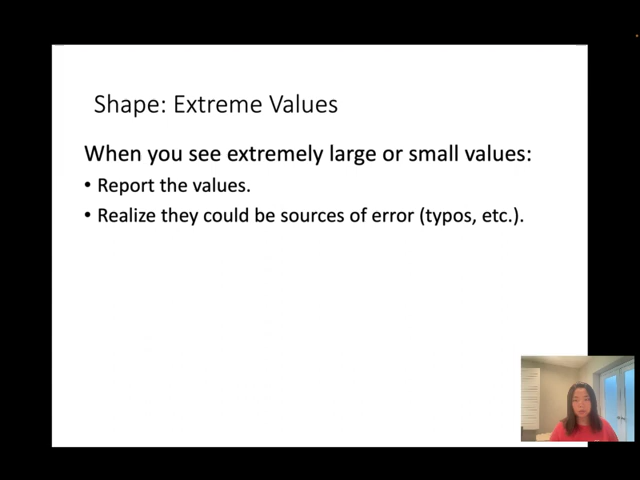 Shape: Extreme Values
When you see extremely large or small values:
• Report the values.
• Realize they could be sources of error (typos, etc.).